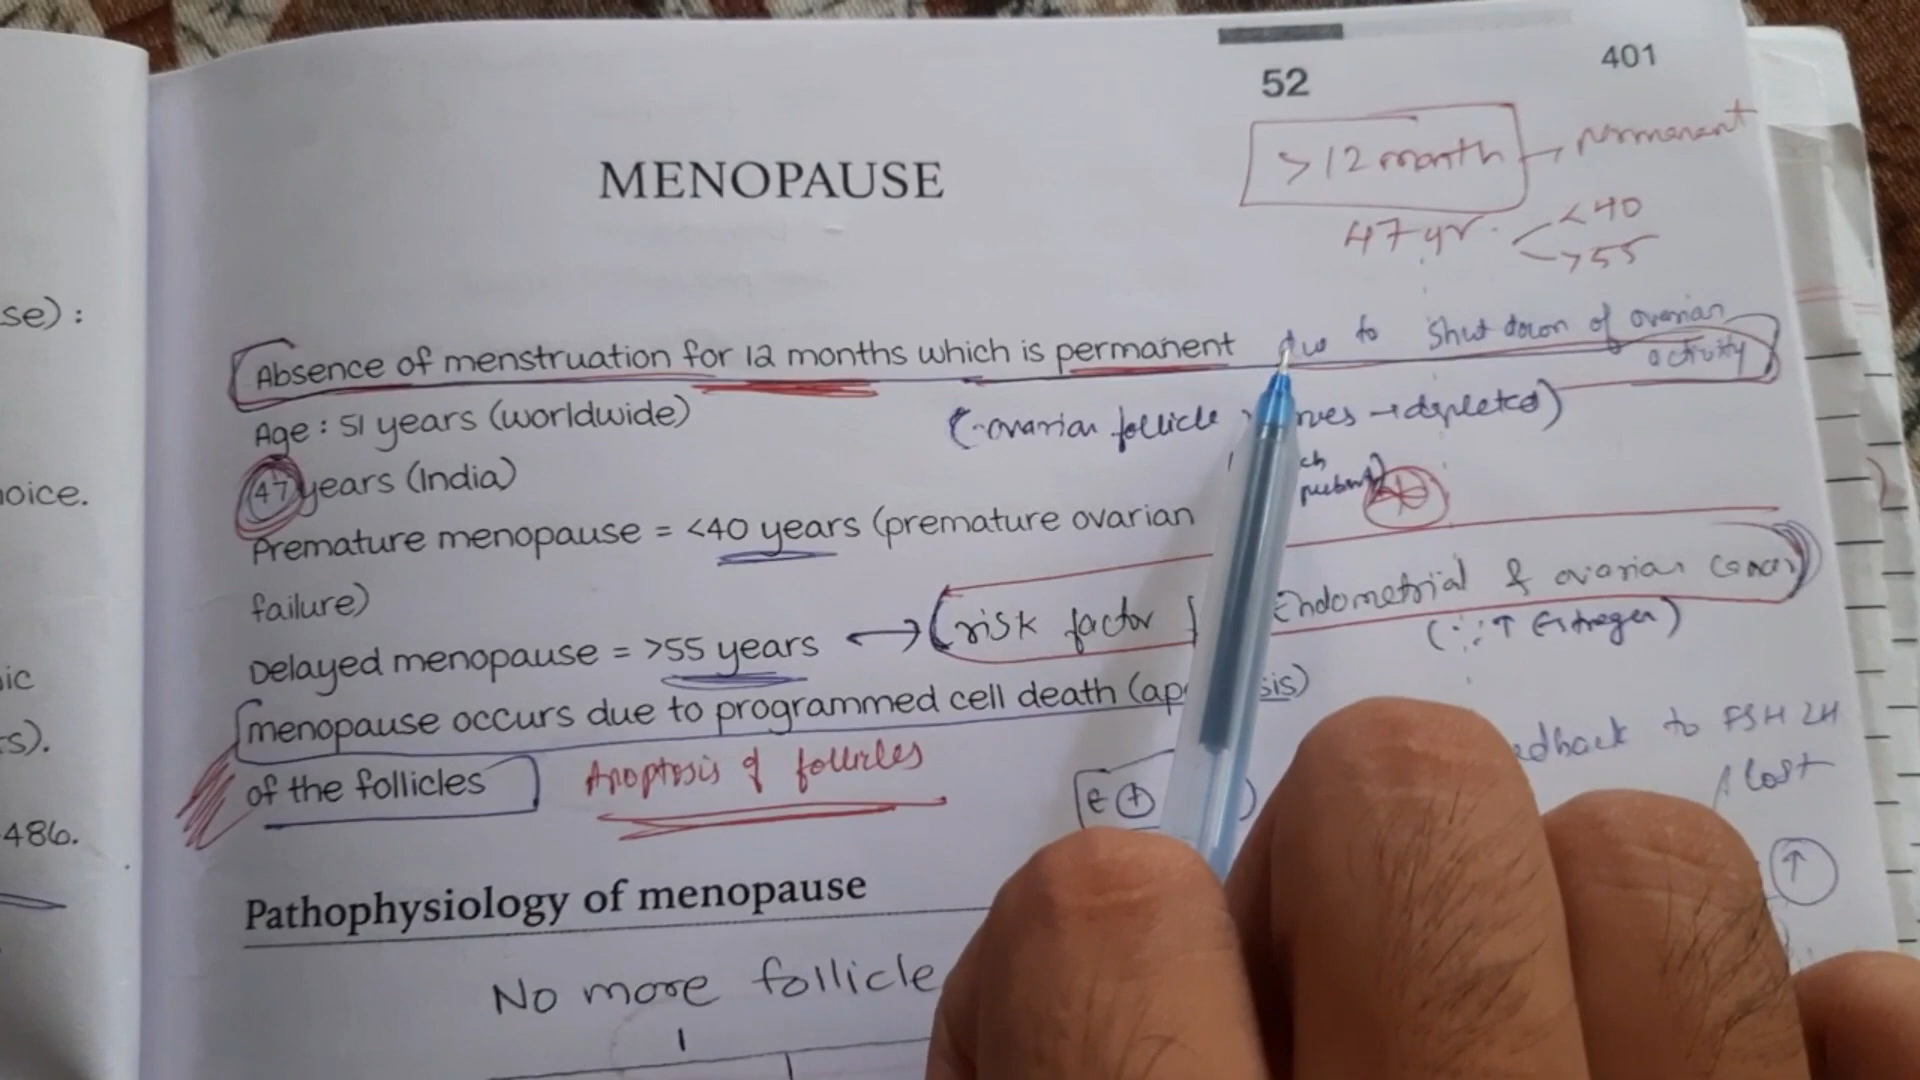 401
52
>12 month → permanent
MENOPAUSE
47 yr. <40
>55
se) :
Absence of menstruation for 12 months which is permanent due to shut down of ovarian
activity
Age : 51 years (worldwide)
(∵ ovarian follicle → depleted)
47 years (India)
oice.
Premature menopause = <40 years (premature ovarian
failure)
Delayed menopause = >55 years ↔ (risk factor Endometrial & ovarian cancer)
(∵ ↑ Estrogen)
ic
s).
menopause occurs due to programmed cell death (ap sis)
of the follicles
Apoptosis of follicles
to FSH LH
lost
E +
↑
486.
Pathophysiology of menopause
No more follicle